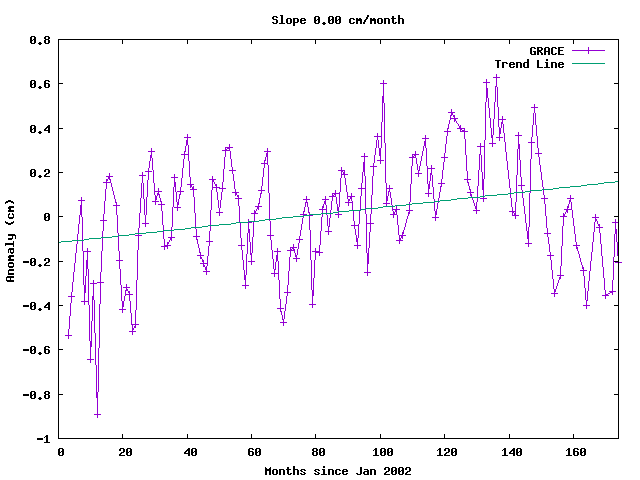 Slope 0.00 cm/month
GRACE
Trend Line
0.8
0.6
0.4
0.2
0
-0.2
-0.4
-0.6
-0.8
-1
Anomaly (cm)
0 20 40 60 80 100 120 140 160
Months since Jan 2002